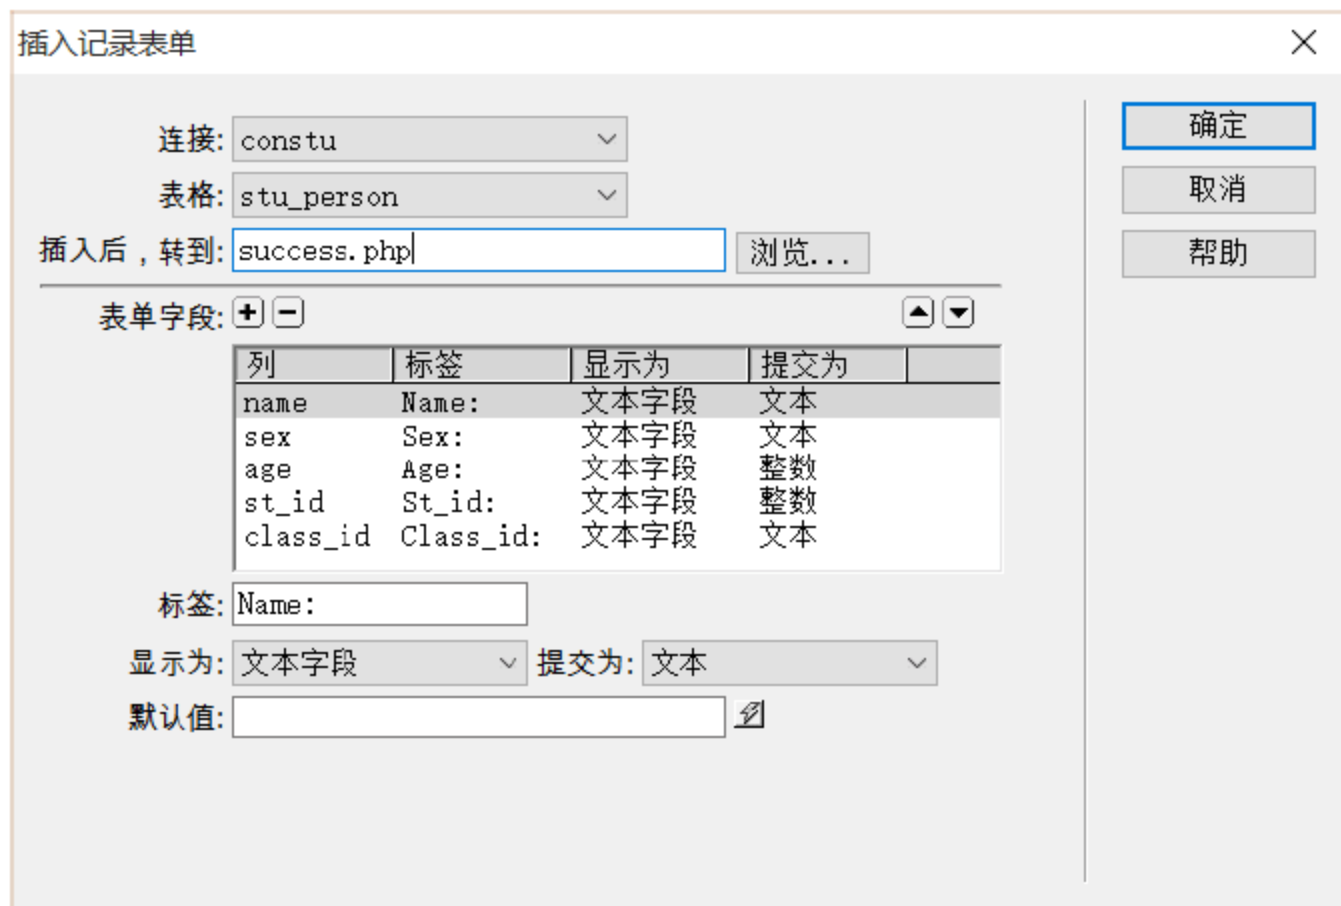 插入记录表单
确定
连接: constu
取消
表格: stu_person
插入后，转到: success.php 浏览...
帮助
表单字段:
列 标签 显示为 提交为
name Name: 文本字段 文本
sex Sex: 文本字段 文本
age Age: 文本字段 整数
st_id St_id: 文本字段 整数
class_id Class_id: 文本字段 文本
标签: Name:
显示为: 文本字段 提交为: 文本
默认值: